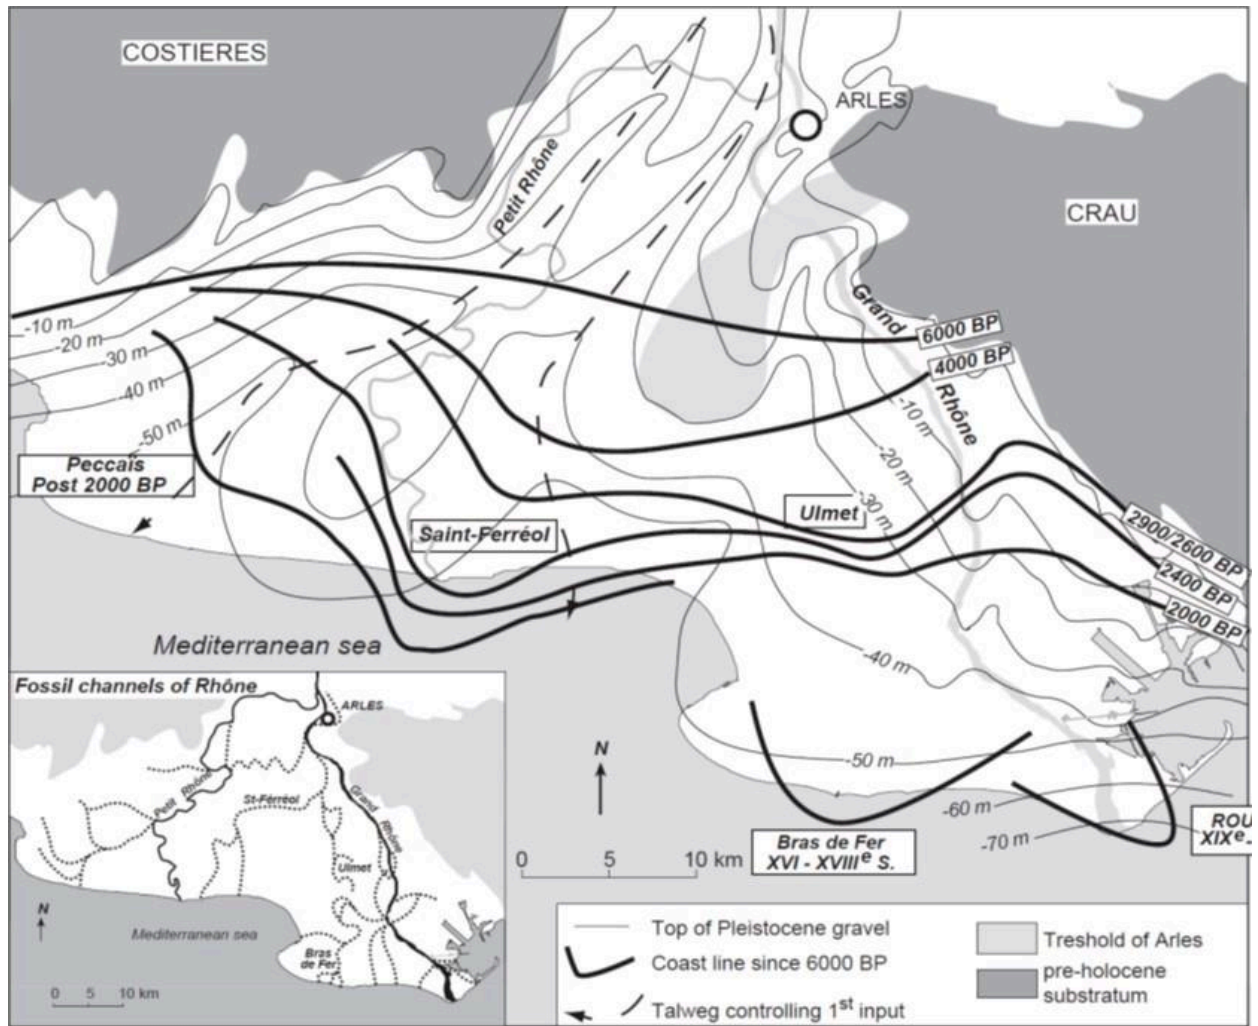 COSTIERES
ARLES
CRAU
Petit Rhône
Grand
Rhône
6000 BP
4000 BP
-10 m
-20 m
-30 m
-40 m
-50 m
-10 m
-20 m
-30 m
Peccais
Post 2000 BP
Saint-Ferréol
Ulmet
2900/2600 BP
2400 BP
2000 BP
Mediterranean sea
-40 m
-50 m
-60 m
-70 m
N
0 5 10 km
Bras de Fer
XVI - XVIIIe S.
ROU
XIXe-
Fossil channels of Rhône
ARLES
Petit Rhône
St-Férréol
Grand Rhône
Ulmet
N
Mediterranean sea
Bras
de Fer
0 5 10 km
Top of Pleistocene gravel
Coast line since 6000 BP
Talweg controlling 1st input
Treshold of Arles
pre-holocene
substratum